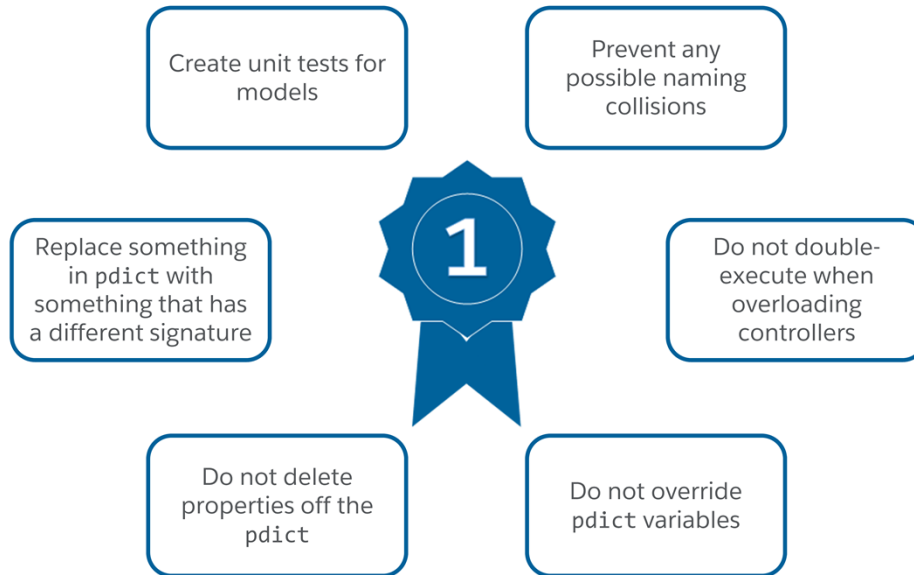 Create unit tests for
models
Prevent any
possible naming
collisions
Replace something
in pdict with
something that has
a different signature
1
Do not double-
execute when
overloading
controllers
Do not delete
properties off the
pdict
Do not override
pdict variables